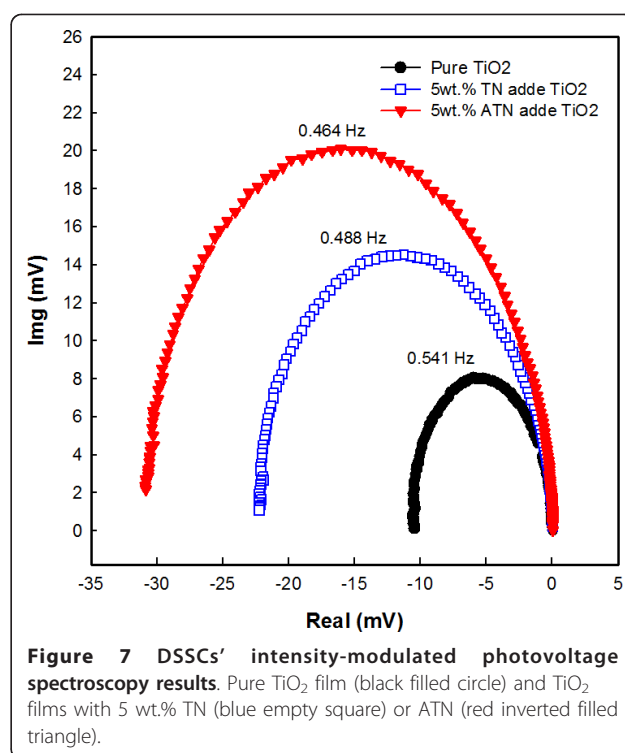 26
24
22
20
18
16
14
12
10
8
6
4
2
0
Img (mV)
Pure TiO2
5wt.% TN adde TiO2
5wt.% ATN adde TiO2
0.464 Hz
0.488 Hz
0.541 Hz
-35 -30 -25 -20 -15 -10 -5 0 5
Real (mV)
Figure 7 DSSCs' intensity-modulated photovoltage
spectroscopy results. Pure TiO₂ film (black filled circle) and TiO₂
films with 5 wt.% TN (blue empty square) or ATN (red inverted filled
triangle).